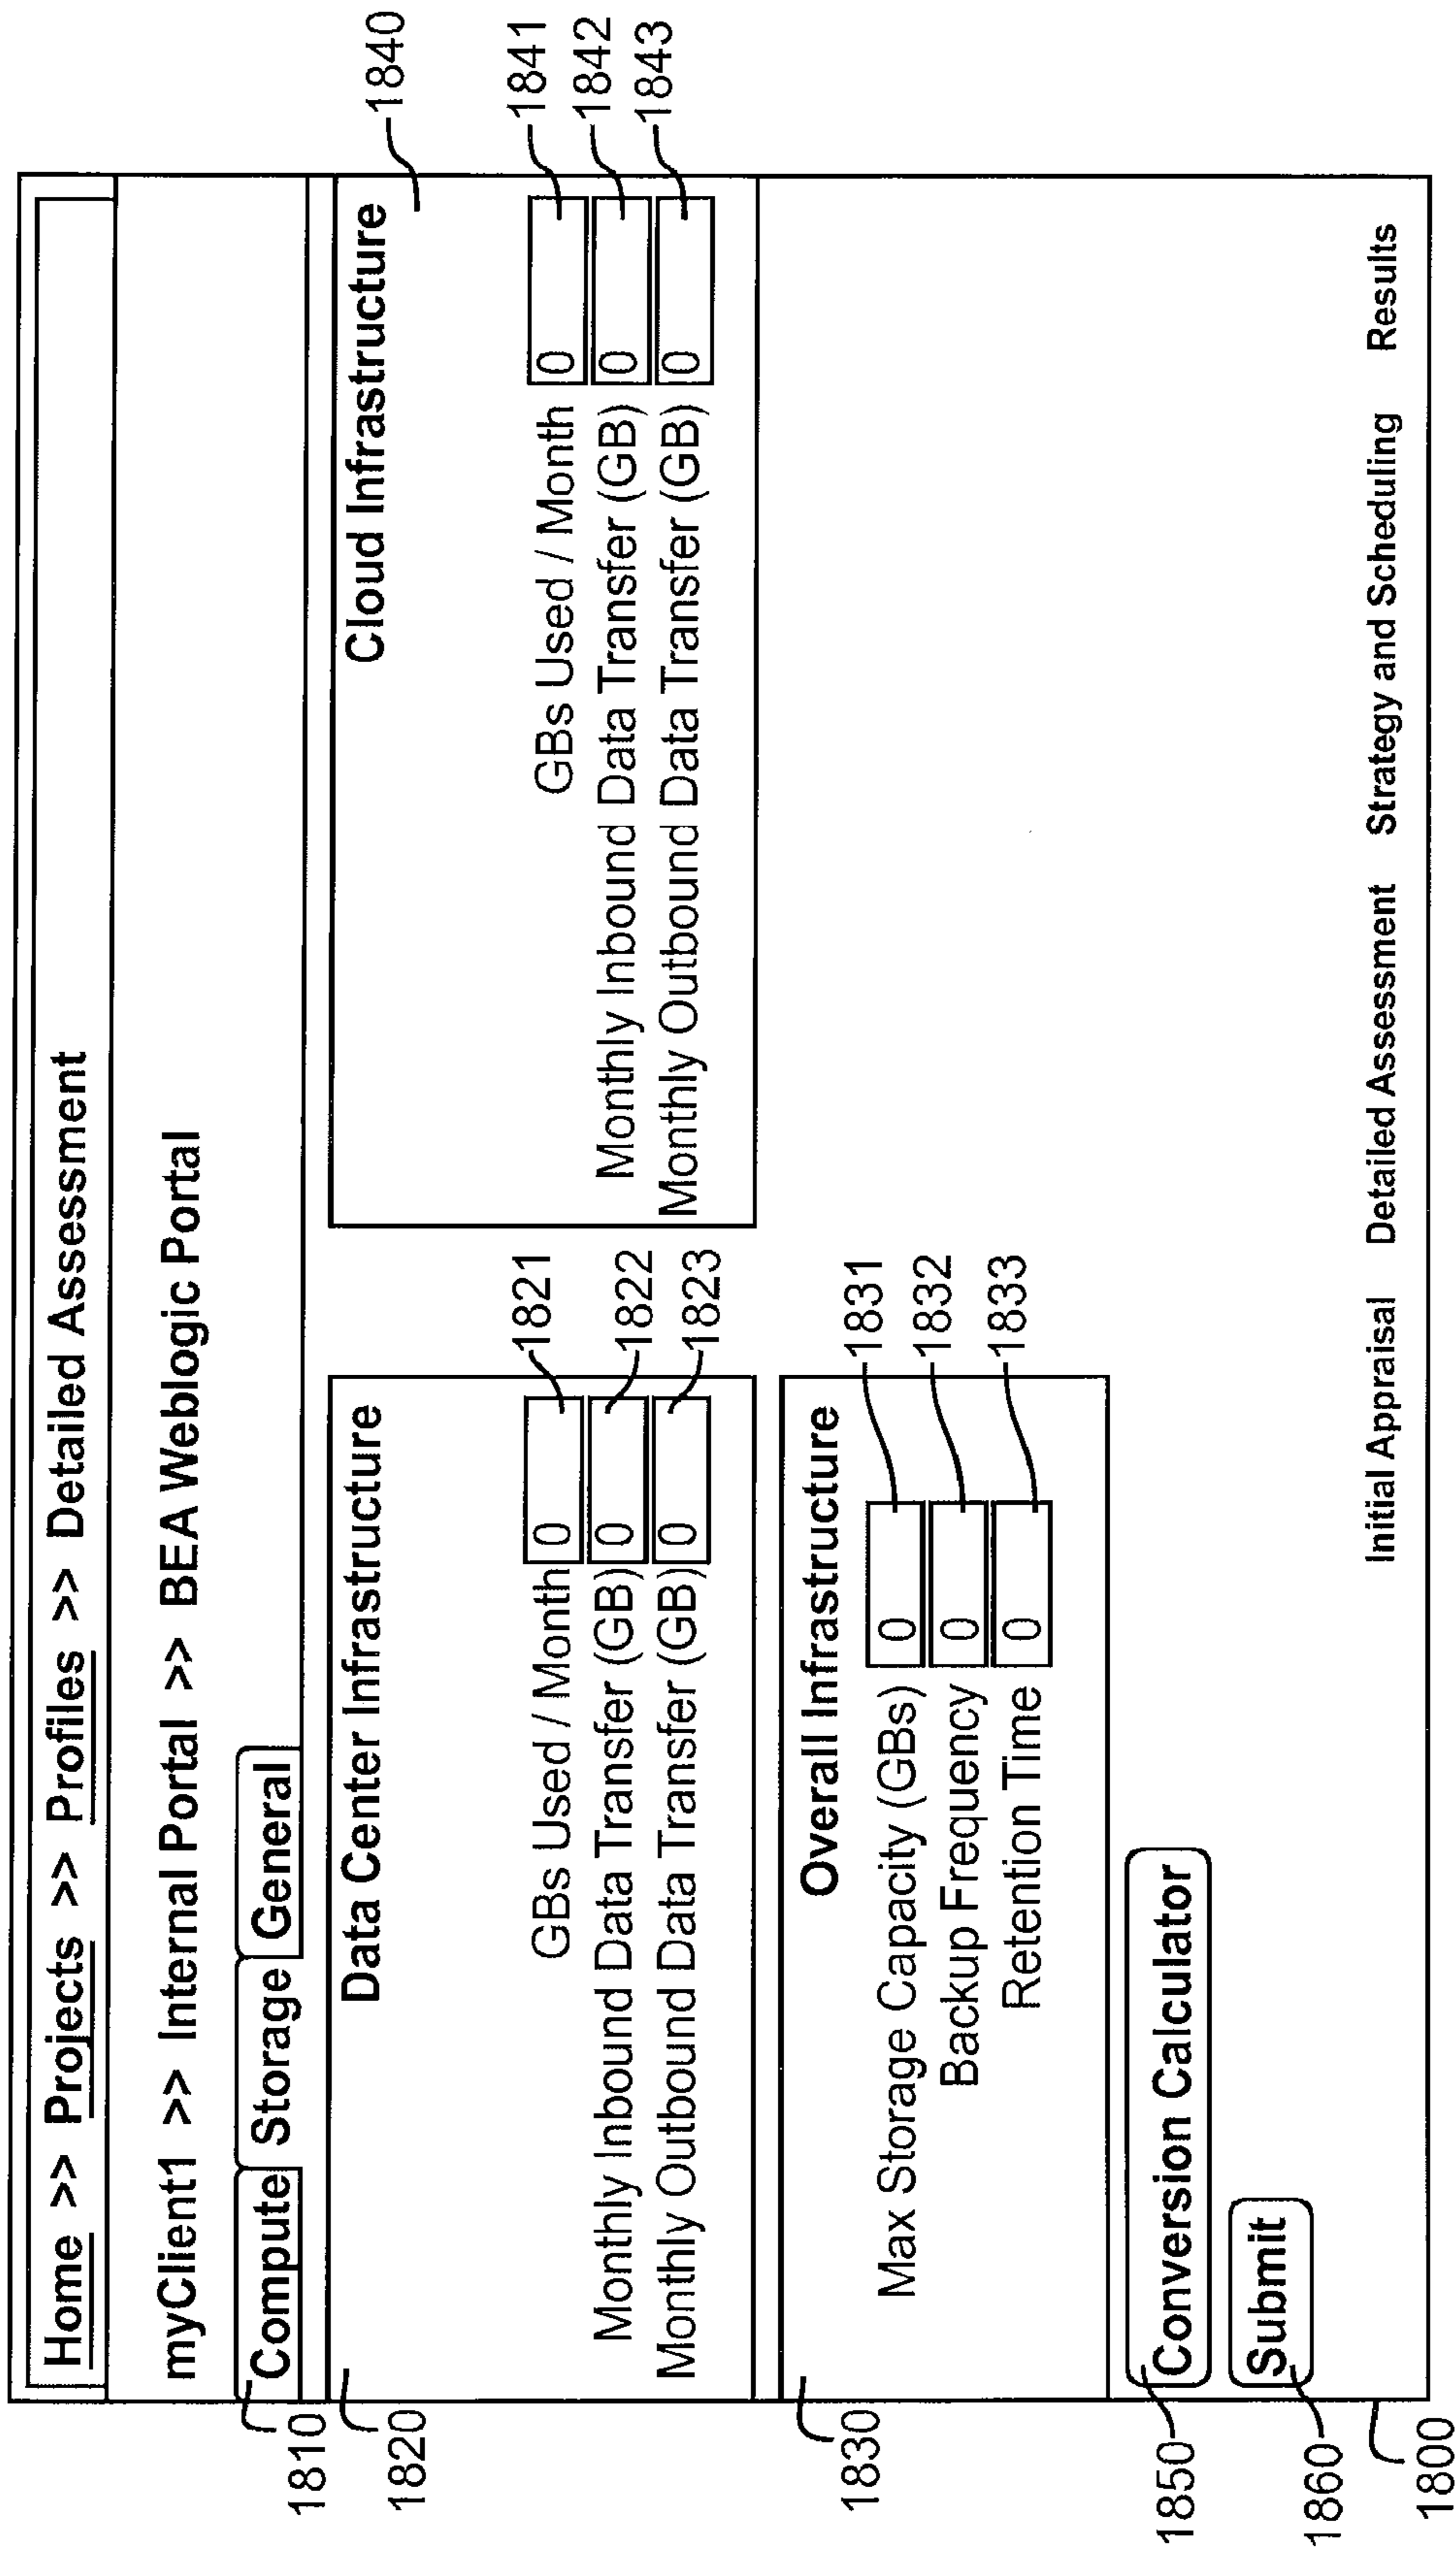 Home >> Projects >> Profiles >> Detailed Assessment
myClient1 >> Internal Portal >> BEA Weblogic Portal
Compute Storage General
1810
1820
Data Center Infrastructure
GBs Used / Month 0
1821
Monthly Inbound Data Transfer (GB) 0
1822
Monthly Outbound Data Transfer (GB) 0
1823
Cloud Infrastructure
1840
GBs Used / Month 0
1841
Monthly Inbound Data Transfer (GB) 0
1842
Monthly Outbound Data Transfer (GB) 0
1843
1830
Overall Infrastructure
Max Storage Capacity (GBs) 0
1831
Backup Frequency 0
1832
Retention Time 0
1833
Conversion Calculator
1850
Submit
1860
Initial Appraisal Detailed Assessment Strategy and Scheduling Results
1800